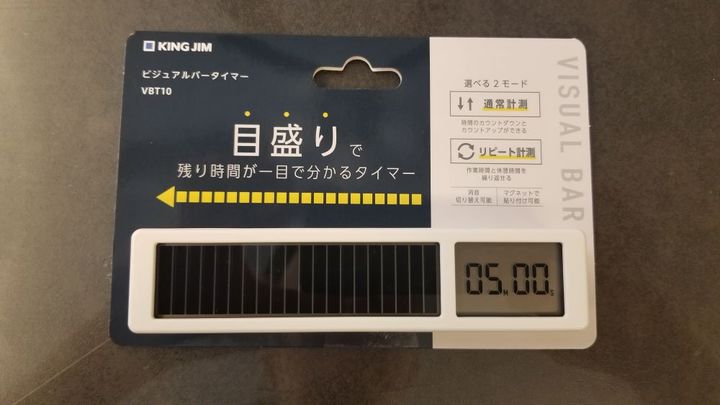 KING JIM
ビジュアルバータイマー
VBT10
目盛りで
残り時間が一目で分かるタイマー
選べる2モード
通常計測
時間のカウントダウンと
カウントアップができる
リピート計測
作業時間と休憩時間を
繰り返せる
消音
切り替え可能
マグネットで
貼り付け可能
VISUAL BAR
05M00S